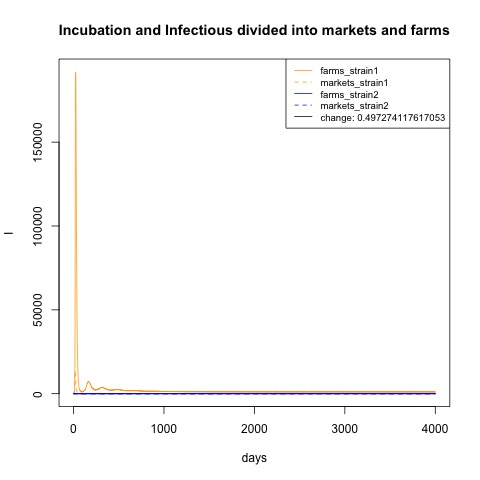 Incubation and Infectious divided into markets and farms
farms_strain1
markets_strain1
farms_strain2
markets_strain2
change: 0.497274117617053
150000
100000
50000
0
I
0 1000 2000 3000 4000
days